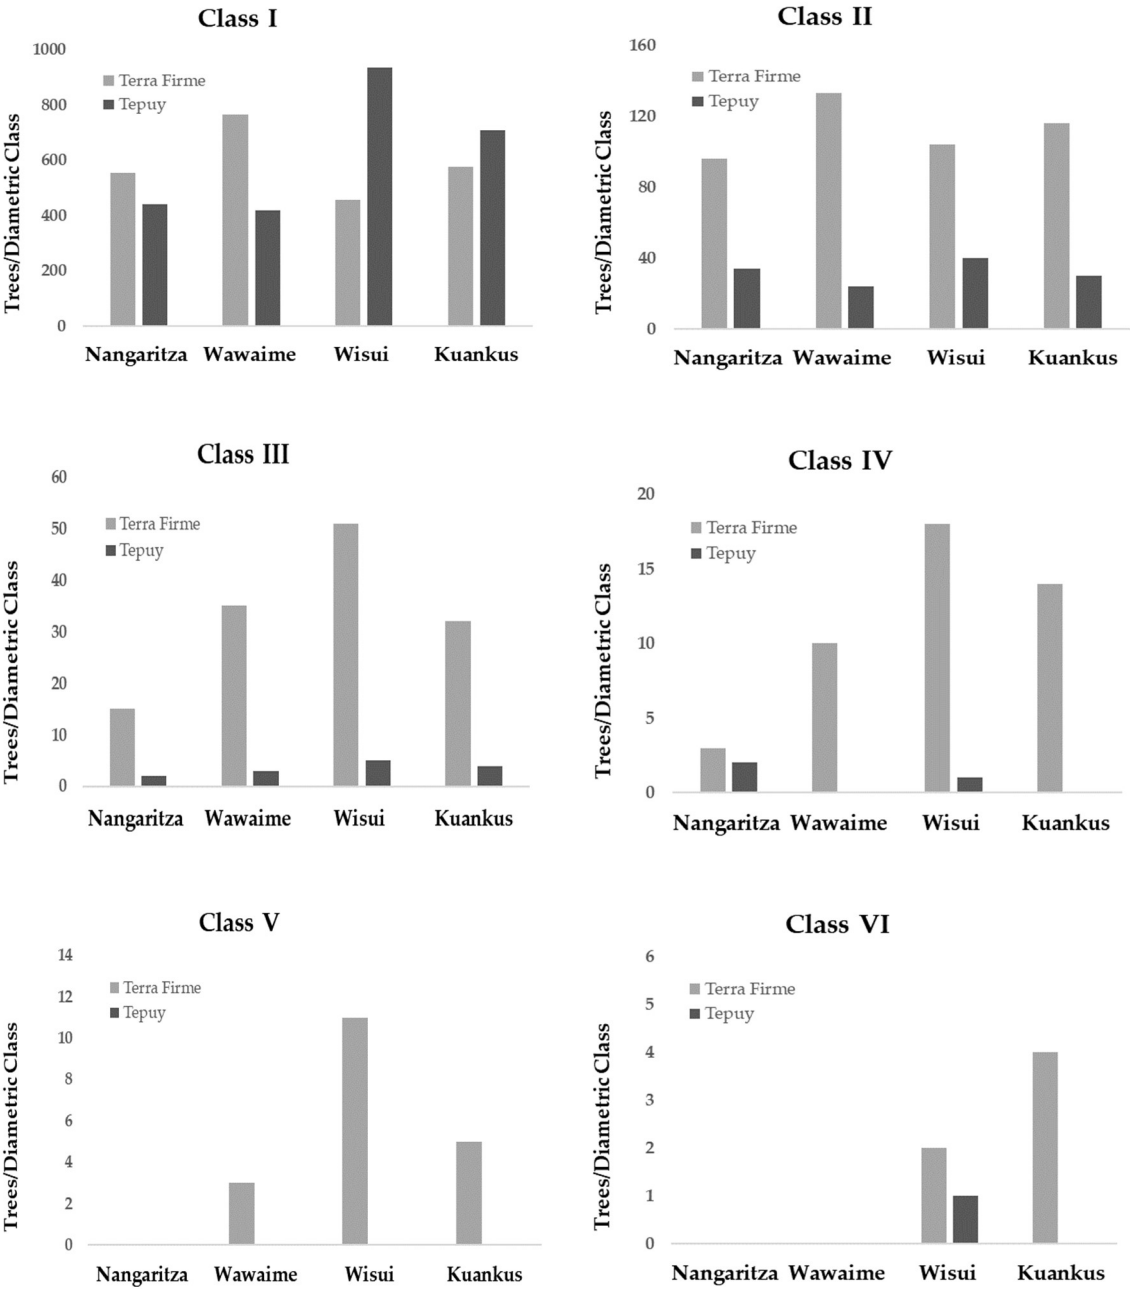 Class I
Trees/Diametric Class
1000
800
600
400
200
0
Terra Firme
Tepuy
Nangaritza Wawaime Wisui Kuankus
Class II
Trees/Diametric Class
160
120
80
40
0
Terra Firme
Tepuy
Nangaritza Wawaime Wisui Kuankus
Class III
Trees/Diametric Class
60
50
40
30
20
10
0
Terra Firme
Tepuy
Nangaritza Wawaime Wisui Kuankus
Class IV
Trees/Diametric Class
20
15
10
5
0
Terra Firme
Tepuy
Nangaritza Wawaime Wisui Kuankus
Class V
Trees/Diametric Class
14
12
10
8
6
4
2
0
Terra Firme
Tepuy
Nangaritza Wawaime Wisui Kuankus
Class VI
Trees/Diametric Class
6
5
4
3
2
1
0
Terra Firme
Tepuy
Nangaritza Wawaime Wisui Kuankus